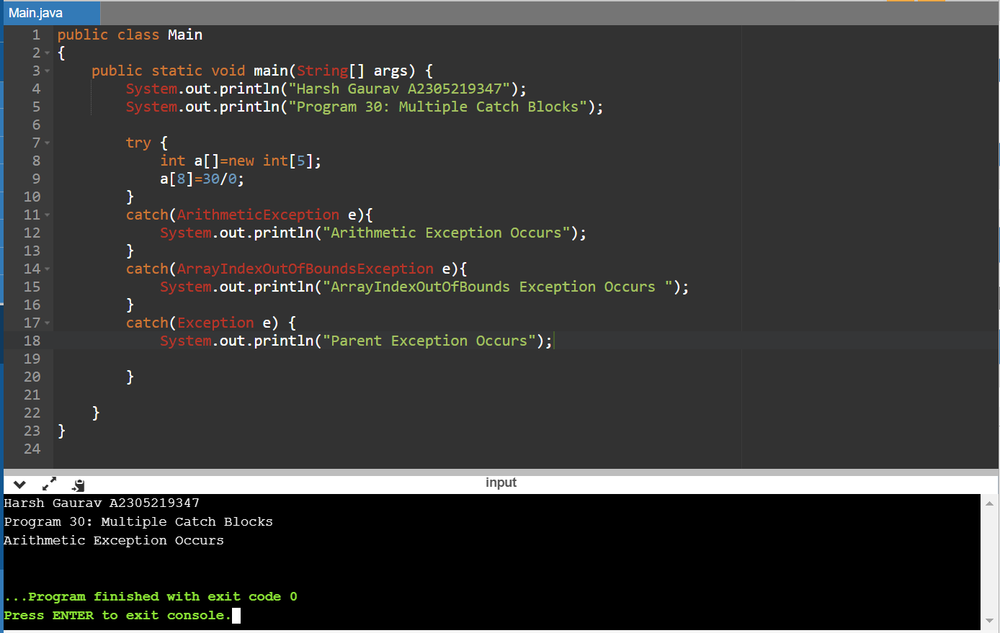 Main.java
1 public class Main
2 {
3     public static void main(String[] args) {
4         System.out.println("Harsh Gaurav A2305219347");
5         System.out.println("Program 30: Multiple Catch Blocks");
6
7         try {
8             int a[]=new int[5];
9             a[8]=30/0;
10         }
11         catch(ArithmeticException e){
12             System.out.println("Arithmetic Exception Occurs");
13         }
14         catch(ArrayIndexOutOfBoundsException e){
15             System.out.println("ArrayIndexOutOfBounds Exception Occurs ");
16         }
17         catch(Exception e) {
18             System.out.println("Parent Exception Occurs");
19
20         }
21
22     }
23 }
24
input
Harsh Gaurav A2305219347
Program 30: Multiple Catch Blocks
Arithmetic Exception Occurs
...Program finished with exit code 0
Press ENTER to exit console.